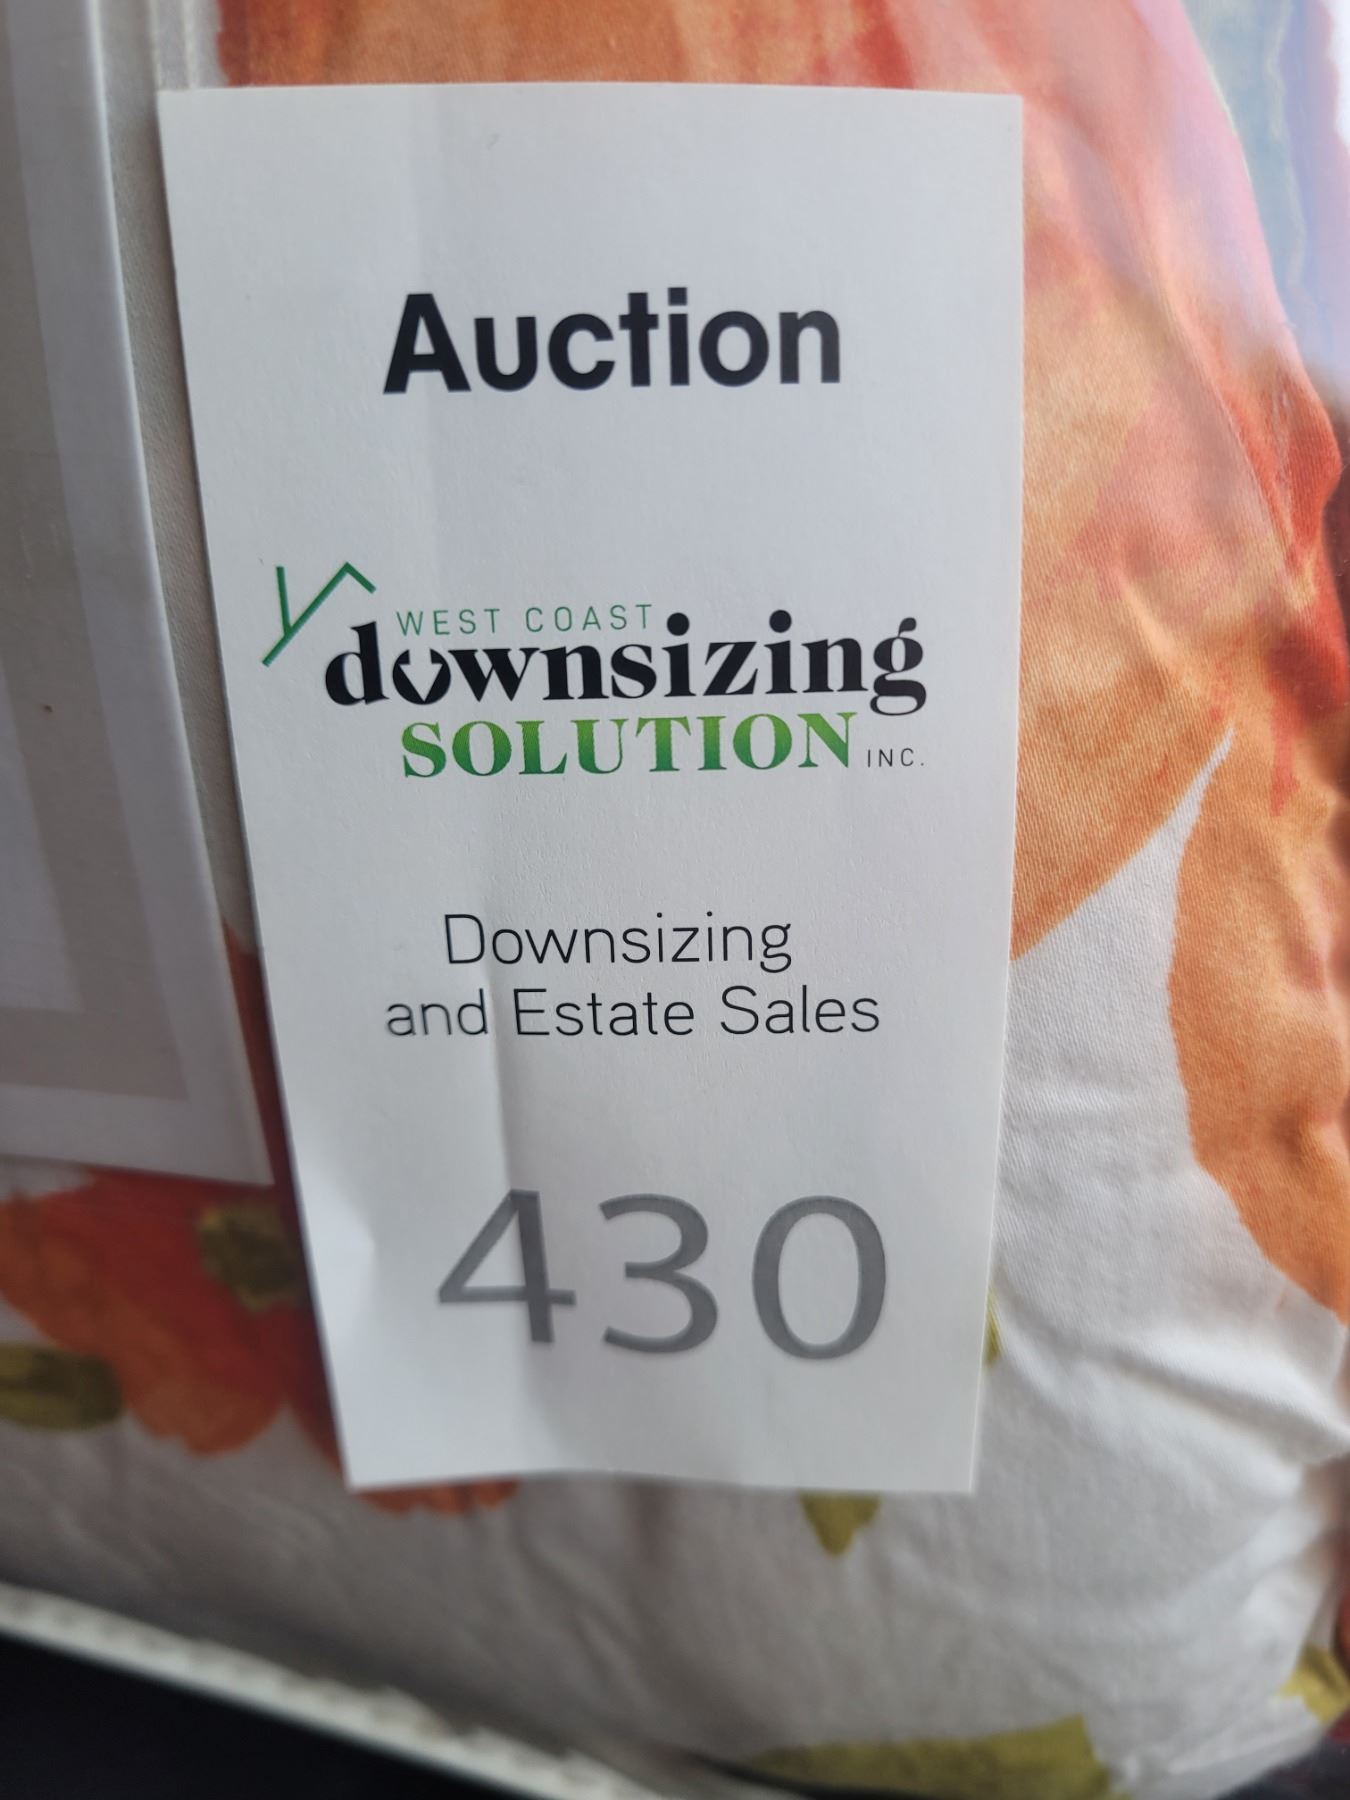 Auction
WEST COAST
downsizing
SOLUTION INC.
Downsizing
and Estate Sales
430